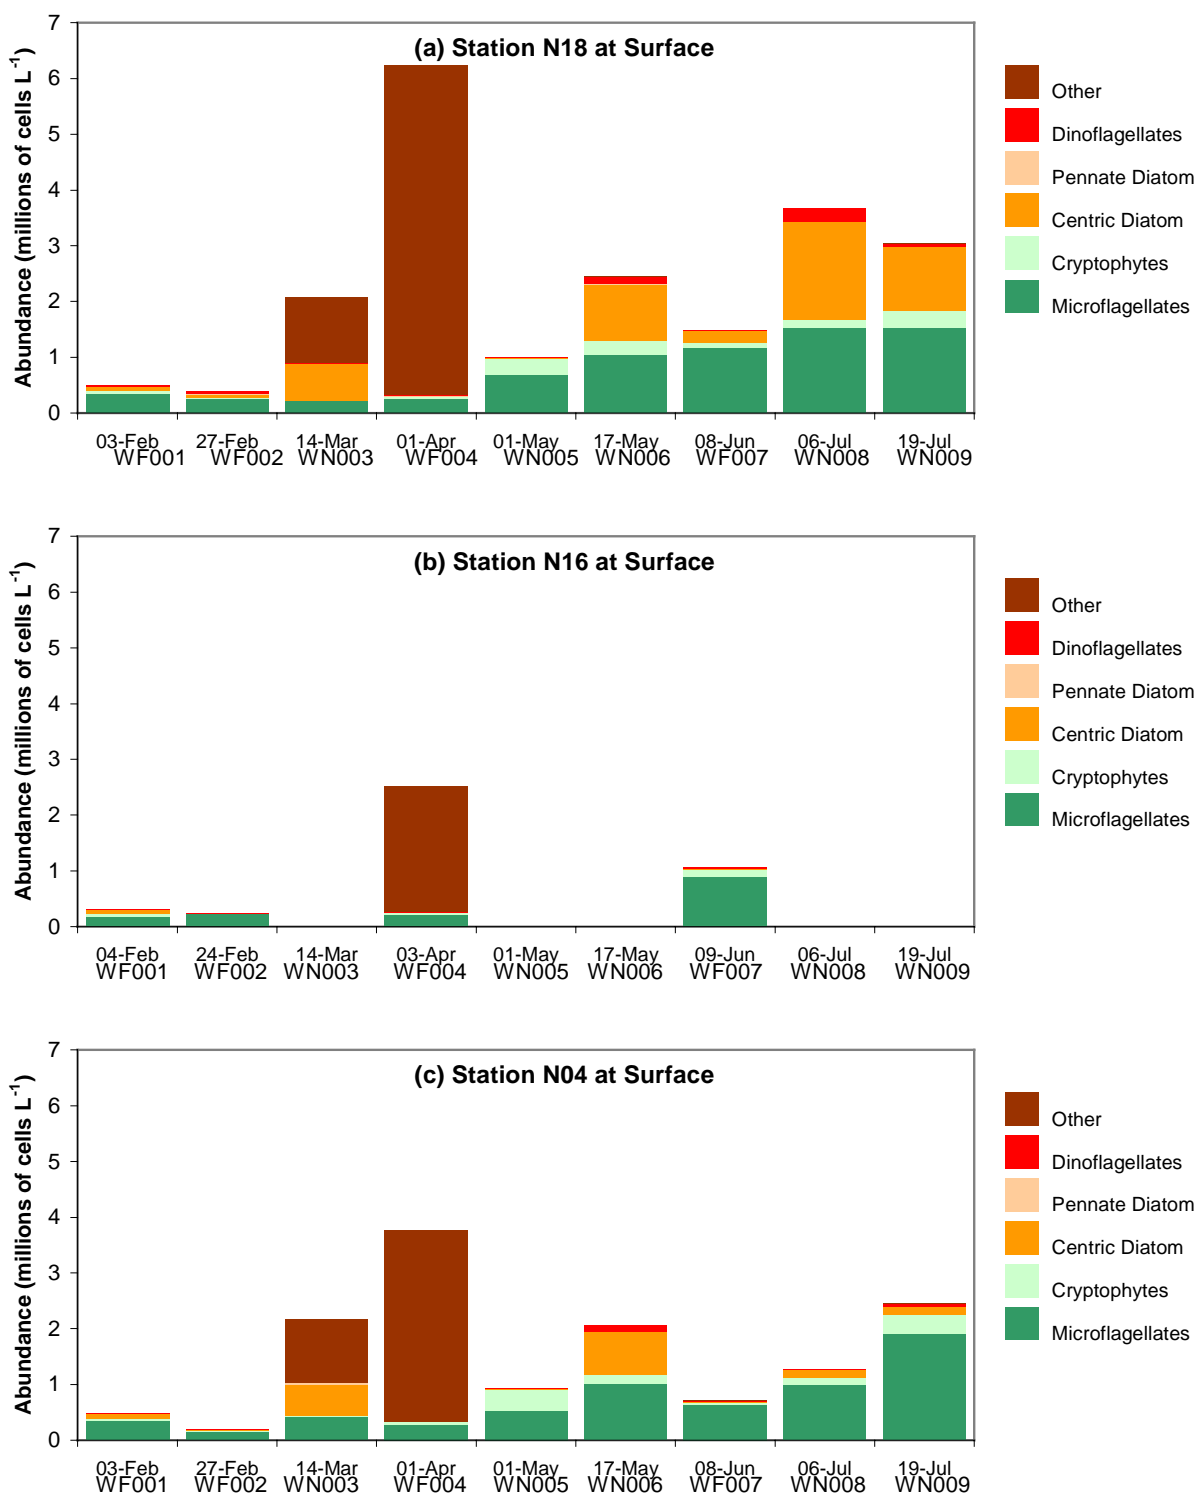 (a) Station N18 at Surface
Abundance (millions of cells L-1)
7
6
5
4
3
2
1
0
03-Feb 27-Feb 14-Mar 01-Apr 01-May 17-May 08-Jun 06-Jul 19-Jul
WF001 WF002 WN003 WF004 WN005 WN006 WF007 WN008 WN009
Other
Dinoflagellates
Pennate Diatom
Centric Diatom
Cryptophytes
Microflagellates
(b) Station N16 at Surface
Abundance (millions of cells L-1)
7
6
5
4
3
2
1
0
04-Feb 24-Feb 14-Mar 03-Apr 01-May 17-May 09-Jun 06-Jul 19-Jul
WF001 WF002 WN003 WF004 WN005 WN006 WF007 WN008 WN009
Other
Dinoflagellates
Pennate Diatom
Centric Diatom
Cryptophytes
Microflagellates
(c) Station N04 at Surface
Abundance (millions of cells L-1)
7
6
5
4
3
2
1
0
03-Feb 27-Feb 14-Mar 01-Apr 01-May 17-May 08-Jun 06-Jul 19-Jul
WF001 WF002 WN003 WF004 WN005 WN006 WF007 WN008 WN009
Other
Dinoflagellates
Pennate Diatom
Centric Diatom
Cryptophytes
Microflagellates